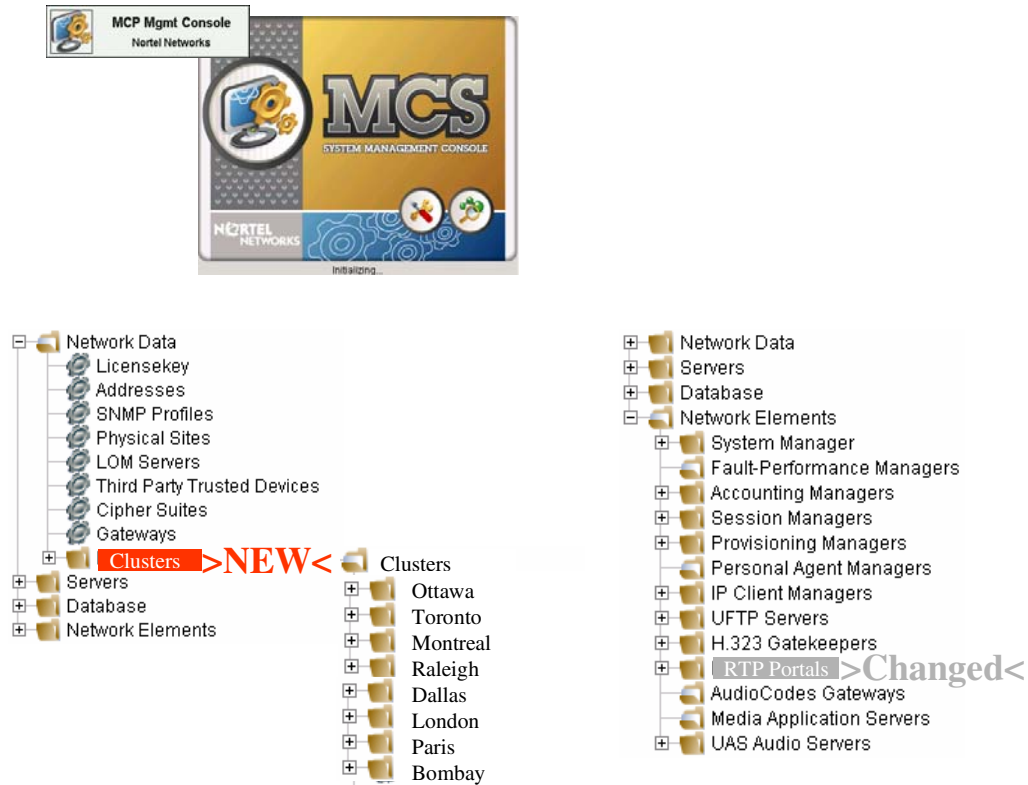 MCP Mgmt Console
Nortel Networks
MCS
SYSTEM MANAGEMENT CONSOLE
NORTEL
NETWORKS
Initializing...
Network Data
Licensekey
Addresses
SNMP Profiles
Physical Sites
LOM Servers
Third Party Trusted Devices
Cipher Suites
Gateways
Clusters >NEW<
Servers
Database
Network Elements
Clusters
Ottawa
Toronto
Montreal
Raleigh
Dallas
London
Paris
Bombay
Network Data
Servers
Database
Network Elements
System Manager
Fault-Performance Managers
Accounting Managers
Session Managers
Provisioning Managers
Personal Agent Managers
IP Client Managers
UFTP Servers
H.323 Gatekeepers
RTP Portals >Changed<
AudioCodes Gateways
Media Application Servers
UAS Audio Servers